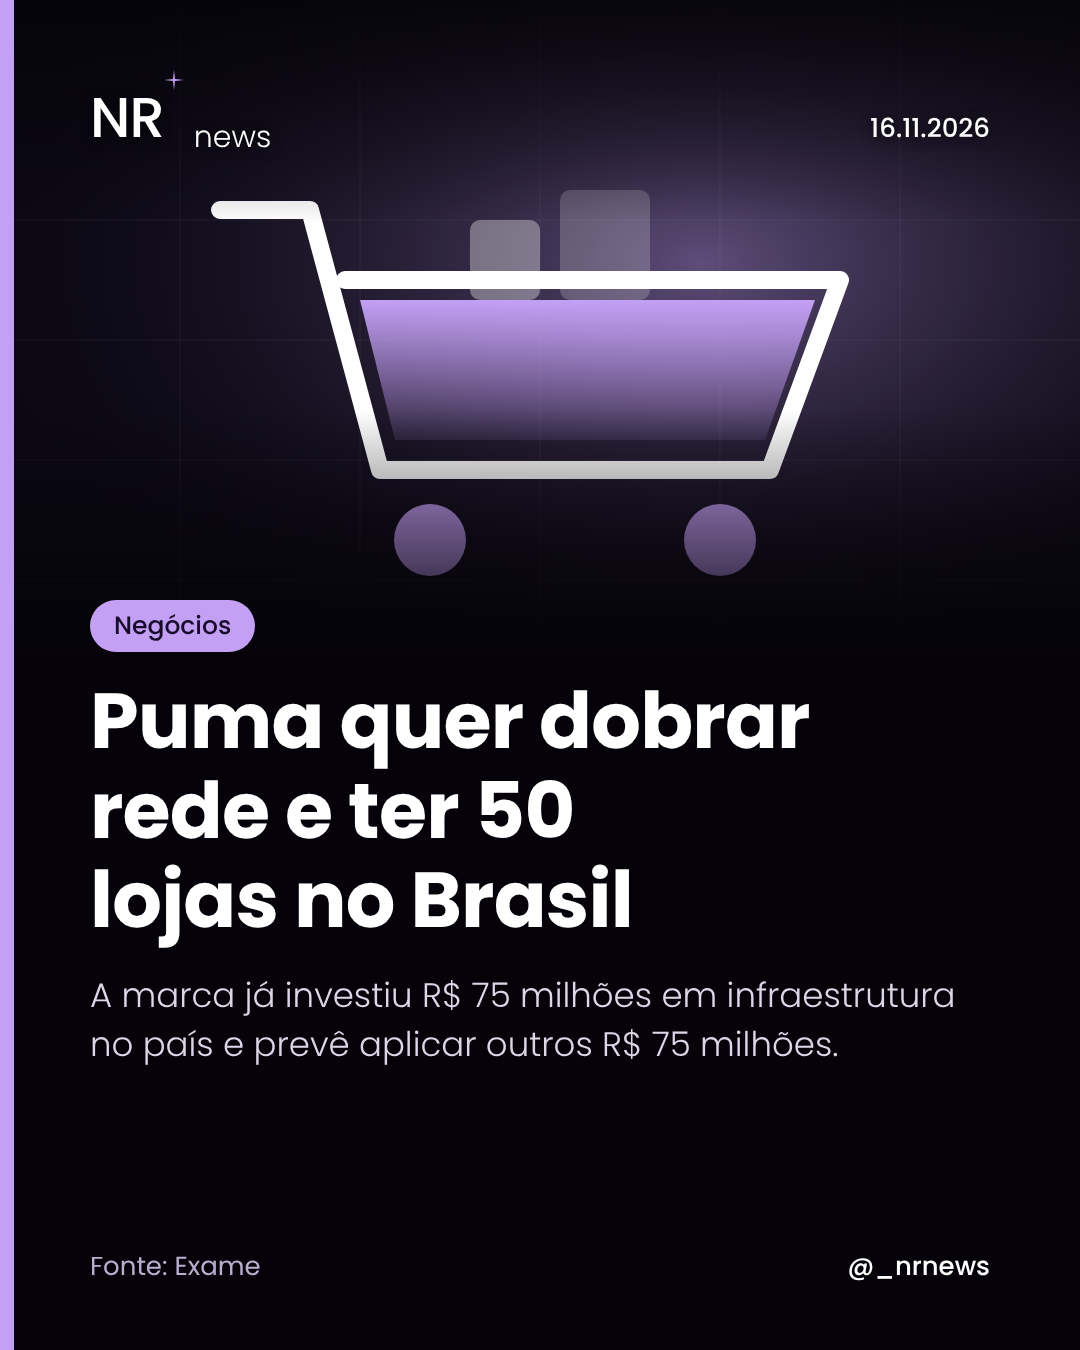 NR news
16.11.2026
Negócios
Puma quer dobrar
rede e ter 50
lojas no Brasil
A marca já investiu R$ 75 milhões em infraestrutura
no país e prevê aplicar outros R$ 75 milhões.
Fonte: Exame
@_nrnews